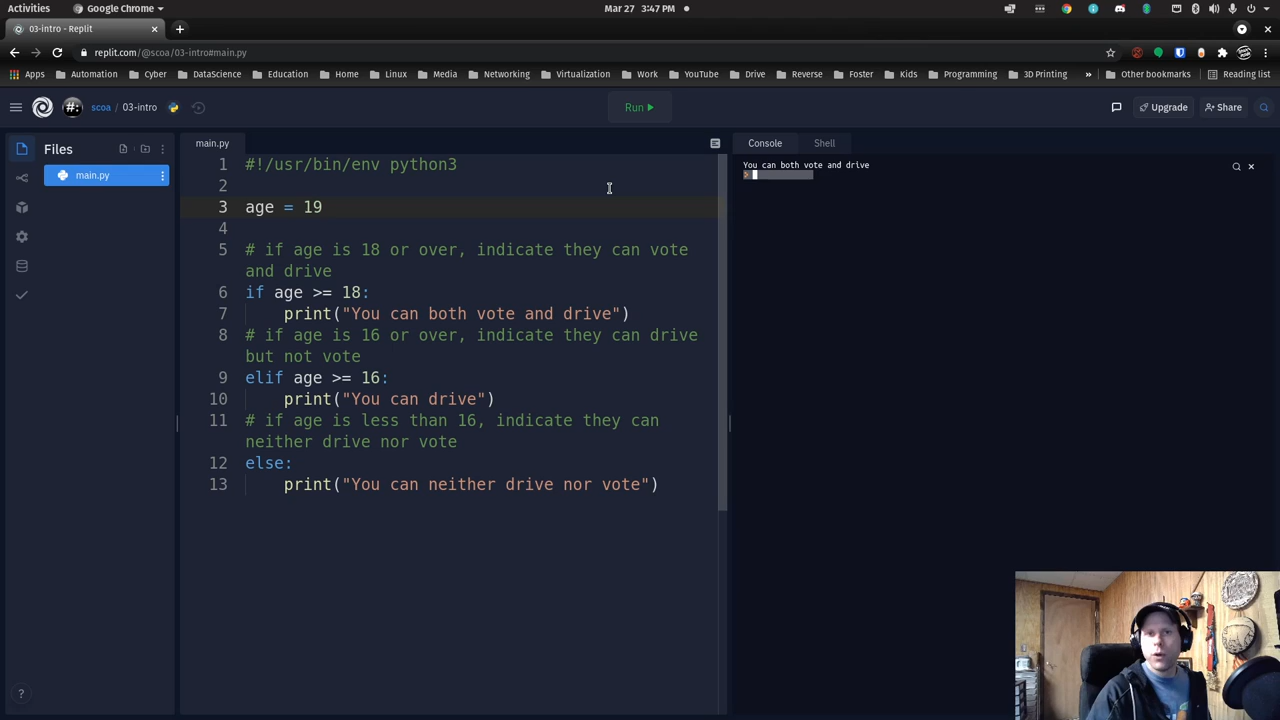 Activities
Google Chrome
Mar 27 3:47 PM
03-intro - Replit
replit.com/@scoa/03-intro#main.py
Apps Automation Cyber DataScience Education Home Linux Media Networking Virtualization Work YouTube Drive Reverse Foster Kids Programming 3D Printing » Other bookmarks Reading list
scoa / 03-intro
Run
Upgrade
Share
Files
main.py
main.py
1 #!/usr/bin/env python3
2
3 age = 19
4
5 # if age is 18 or over, indicate they can vote
and drive
6 if age >= 18:
7 print("You can both vote and drive")
8 # if age is 16 or over, indicate they can drive
but not vote
9 elif age >= 16:
10 print("You can drive")
11 # if age is less than 16, indicate they can
neither drive nor vote
12 else:
13 print("You can neither drive nor vote")
Console Shell
You can both vote and drive
?